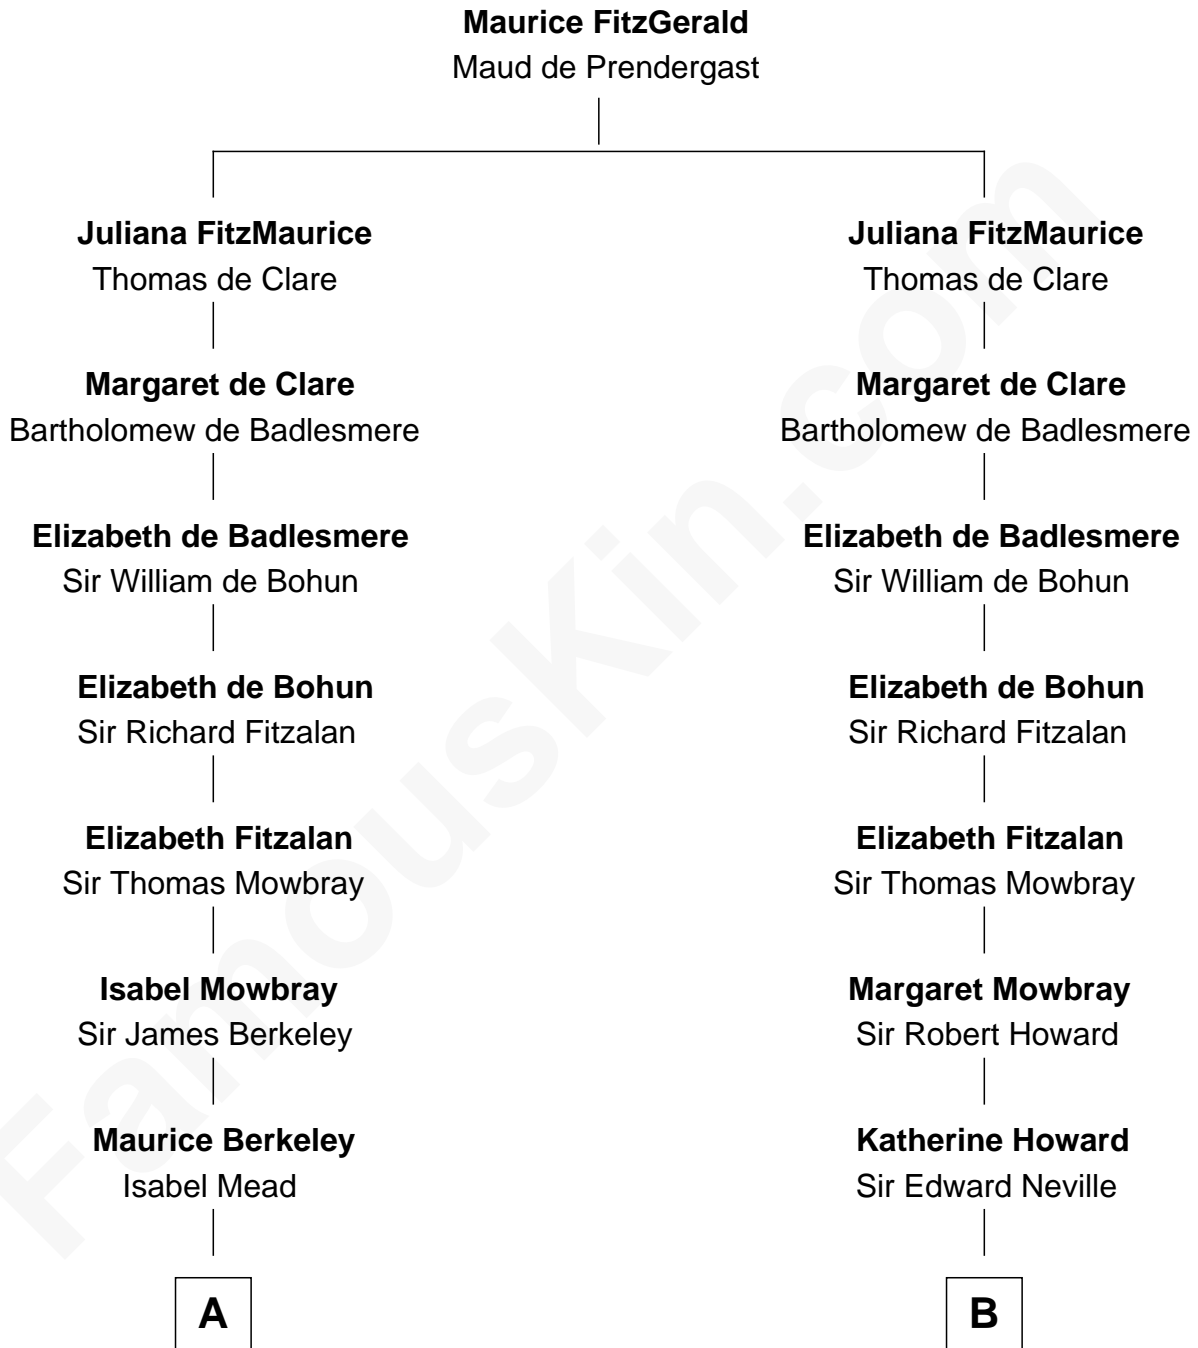 Maurice FitzGerald
Maud de Prendergast
Juliana FitzMaurice
Thomas de Clare
Juliana FitzMaurice
Thomas de Clare
Margaret de Clare
Bartholomew de Badlesmere
Margaret de Clare
Bartholomew de Badlesmere
Elizabeth de Badlesmere
Sir William de Bohun
Elizabeth de Badlesmere
Sir William de Bohun
Elizabeth de Bohun
Sir Richard Fitzalan
Elizabeth de Bohun
Sir Richard Fitzalan
Elizabeth Fitzalan
Sir Thomas Mowbray
Elizabeth Fitzalan
Sir Thomas Mowbray
Isabel Mowbray
Sir James Berkeley
Margaret Mowbray
Sir Robert Howard
Maurice Berkeley
Isabel Mead
Katherine Howard
Sir Edward Neville
A
B
FamousKin.com